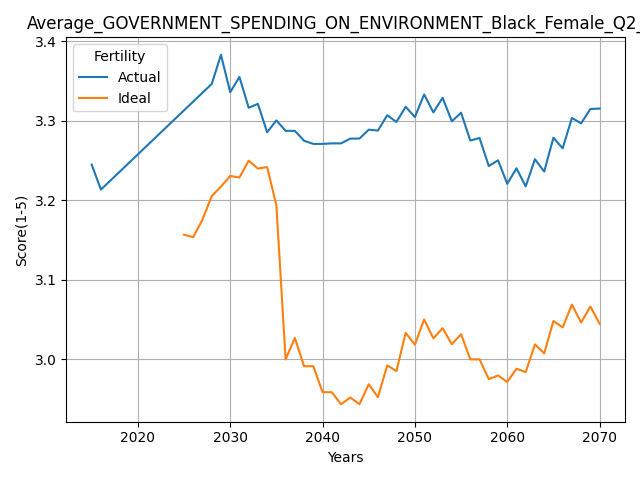 Average_GOVERNMENT_SPENDING_ON_ENVIRONMENT_Black_Female_Q2_
Fertility
Actual
Ideal
3.4
3.3
3.2
3.1
3.0
Score(1-5)
2020 2030 2040 2050 2060 2070
Years